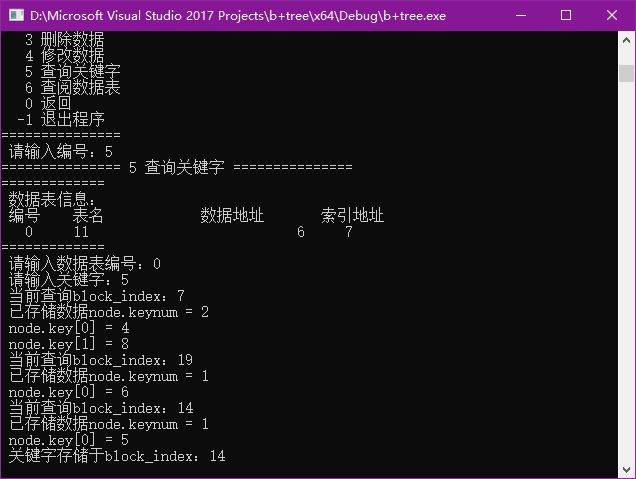 D:\Microsoft Visual Studio 2017 Projects\b+tree\x64\Debug\b+tree.exe
3 删除数据
4 修改数据
5 查询关键字
6 查阅数据表
0 返回
-1 退出程序
===============
请输入编号：5
=============== 5 查询关键字 ===============
=============
数据表信息：
编号 表名 数据地址 索引地址
0 11 6 7
=============
请输入数据表编号：0
请输入关键字：5
当前查询block_index：7
已存储数据node.keynum = 2
node.key[0] = 4
node.key[1] = 8
当前查询block_index：19
已存储数据node.keynum = 1
node.key[0] = 6
当前查询block_index：14
已存储数据node.keynum = 1
node.key[0] = 5
关键字存储于block_index：14